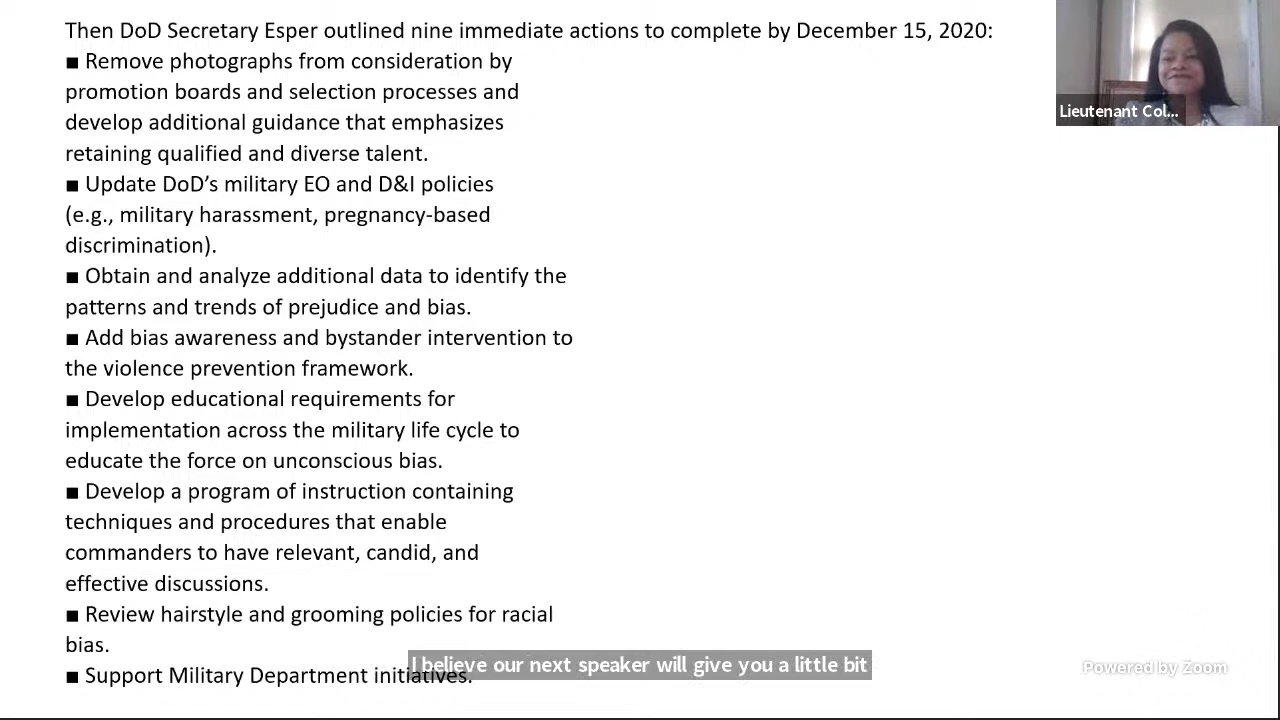 Then DoD Secretary Esper outlined nine immediate actions to complete by December 15, 2020:
■ Remove photographs from consideration by
promotion boards and selection processes and
develop additional guidance that emphasizes
retaining qualified and diverse talent.
■ Update DoD’s military EO and D&I policies
(e.g., military harassment, pregnancy-based
discrimination).
■ Obtain and analyze additional data to identify the
patterns and trends of prejudice and bias.
■ Add bias awareness and bystander intervention to
the violence prevention framework.
■ Develop educational requirements for
implementation across the military life cycle to
educate the force on unconscious bias.
■ Develop a program of instruction containing
techniques and procedures that enable
commanders to have relevant, candid, and
effective discussions.
■ Review hairstyle and grooming policies for racial
bias.
■ Support Military Department initiatives.
Lieutenant Col...
I believe our next speaker will give you a little bit
Powered by Zoom